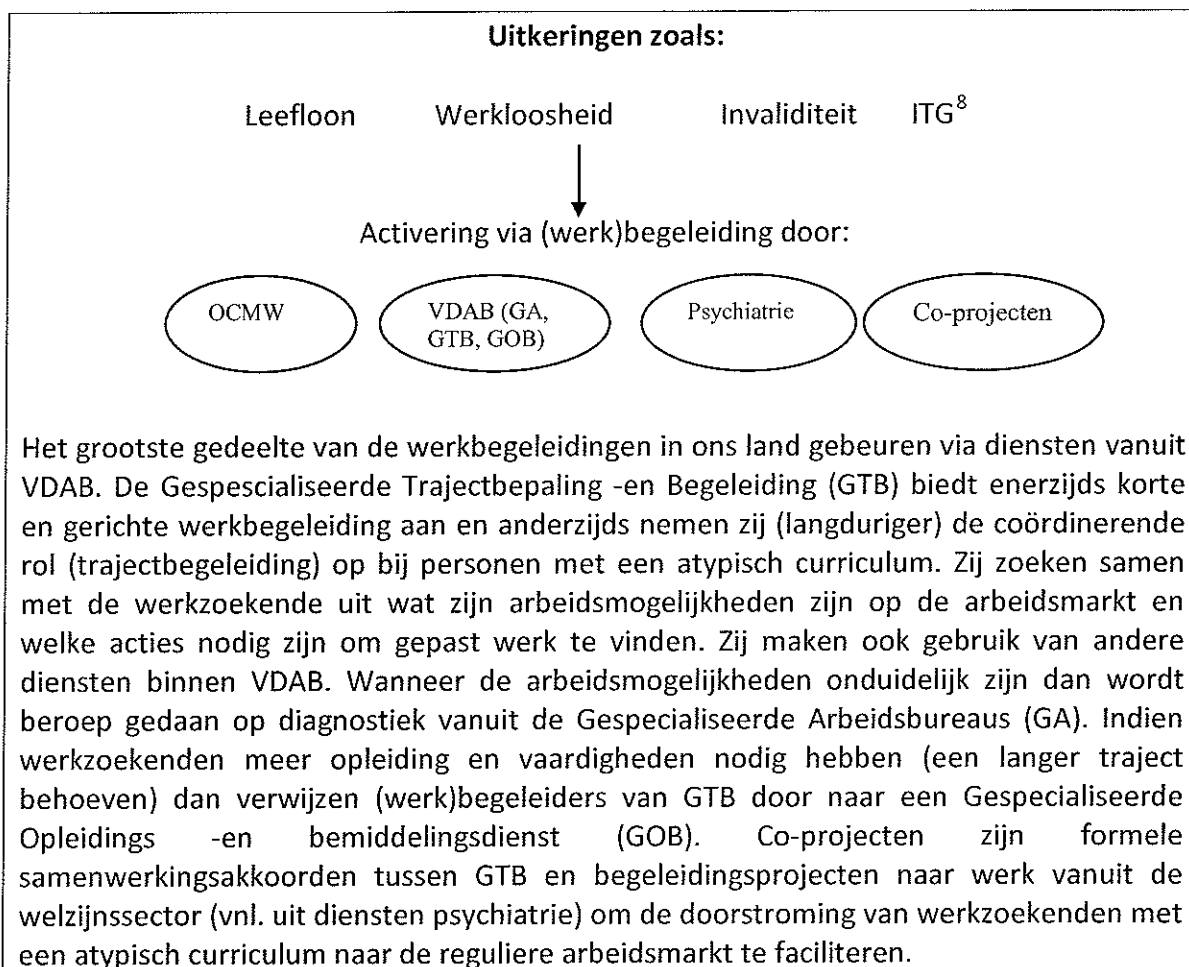 Uitkeringen zoals:
Leefloon Werkloosheid Invaliditeit ITG8
Activering via (werk)begeleiding door:
OCMW VDAB (GA, Psychiatrie Co-projecten
GTB, GOB)
Het grootste gedeelte van de werkbegeleidingen in ons land gebeuren via diensten vanuit
VDAB. De Gespescialiseerde Trajectbepaling -en Begeleiding (GTB) biedt enerzijds korte
en gerichte werkbegeleiding aan en anderzijds nemen zij (langduriger) de coördinerende
rol (trajectbegeleiding) op bij personen met een atypisch curriculum. Zij zoeken samen
met de werkzoekende uit wat zijn arbeidsmogelijkheden zijn op de arbeidsmarkt en
welke acties nodig zijn om gepast werk te vinden. Zij maken ook gebruik van andere
diensten binnen VDAB. Wanneer de arbeidsmogelijkheden onduidelijk zijn dan wordt
beroep gedaan op diagnostiek vanuit de Gespecialiseerde Arbeidsbureaus (GA). Indien
werkzoekenden meer opleiding en vaardigheden nodig hebben (een langer traject
behoeven) dan verwijzen (werk)begeleiders van GTB door naar een Gespecialiseerde
Opleidings -en bemiddelingsdienst (GOB). Co-projecten zijn formele
samenwerkingsakkoorden tussen GTB en begeleidingsprojecten naar werk vanuit de
welzijnssector (vnl. uit diensten psychiatrie) om de doorstroming van werkzoekenden met
een atypisch curriculum naar de reguliere arbeidsmarkt te faciliteren.